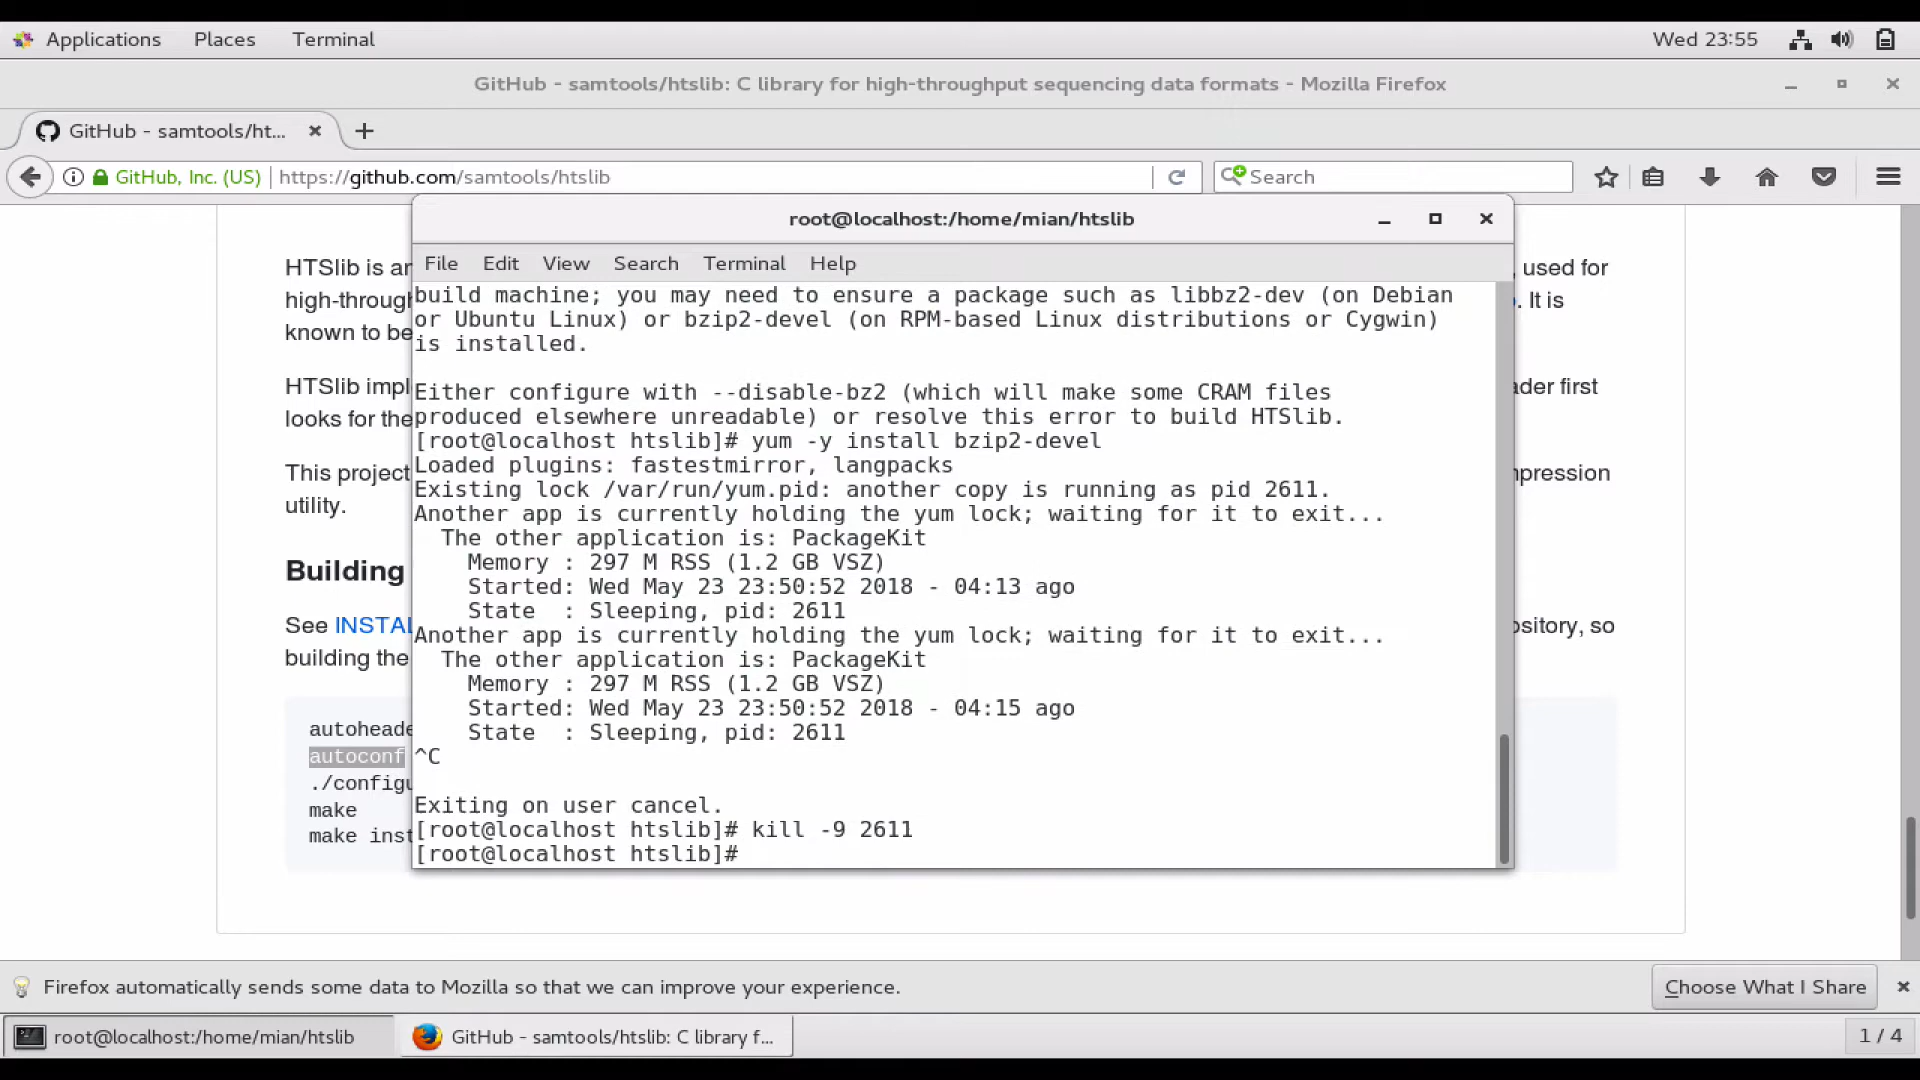 Applications Places Terminal Wed 23:55
GitHub - samtools/htslib: C library for high-throughput sequencing data formats - Mozilla Firefox
GitHub - samtools/ht...
GitHub, Inc. (US) https://github.com/samtools/htslib Search
root@localhost:/home/mian/htslib
File Edit View Search Terminal Help
HTSlib is an
high-through
known to be
HTSlib impl
looks for the
This project
utility.
Building
See INSTAL
building the
autoheade
autoconf
./configu
make
make inst
build machine; you may need to ensure a package such as libbz2-dev (on Debian
or Ubuntu Linux) or bzip2-devel (on RPM-based Linux distributions or Cygwin)
is installed.
Either configure with --disable-bz2 (which will make some CRAM files
produced elsewhere unreadable) or resolve this error to build HTSlib.
[root@localhost htslib]# yum -y install bzip2-devel
Loaded plugins: fastestmirror, langpacks
Existing lock /var/run/yum.pid: another copy is running as pid 2611.
Another app is currently holding the yum lock; waiting for it to exit...
The other application is: PackageKit
Memory : 297 M RSS (1.2 GB VSZ)
Started: Wed May 23 23:50:52 2018 - 04:13 ago
State : Sleeping, pid: 2611
Another app is currently holding the yum lock; waiting for it to exit...
The other application is: PackageKit
Memory : 297 M RSS (1.2 GB VSZ)
Started: Wed May 23 23:50:52 2018 - 04:15 ago
State : Sleeping, pid: 2611
^C
Exiting on user cancel.
[root@localhost htslib]# kill -9 2611
[root@localhost htslib]#
, used for
. It is
ader first
mpression
ository, so
Firefox automatically sends some data to Mozilla so that we can improve your experience. Choose What I Share
root@localhost:/home/mian/htslib GitHub - samtools/htslib: C library f... 1 / 4